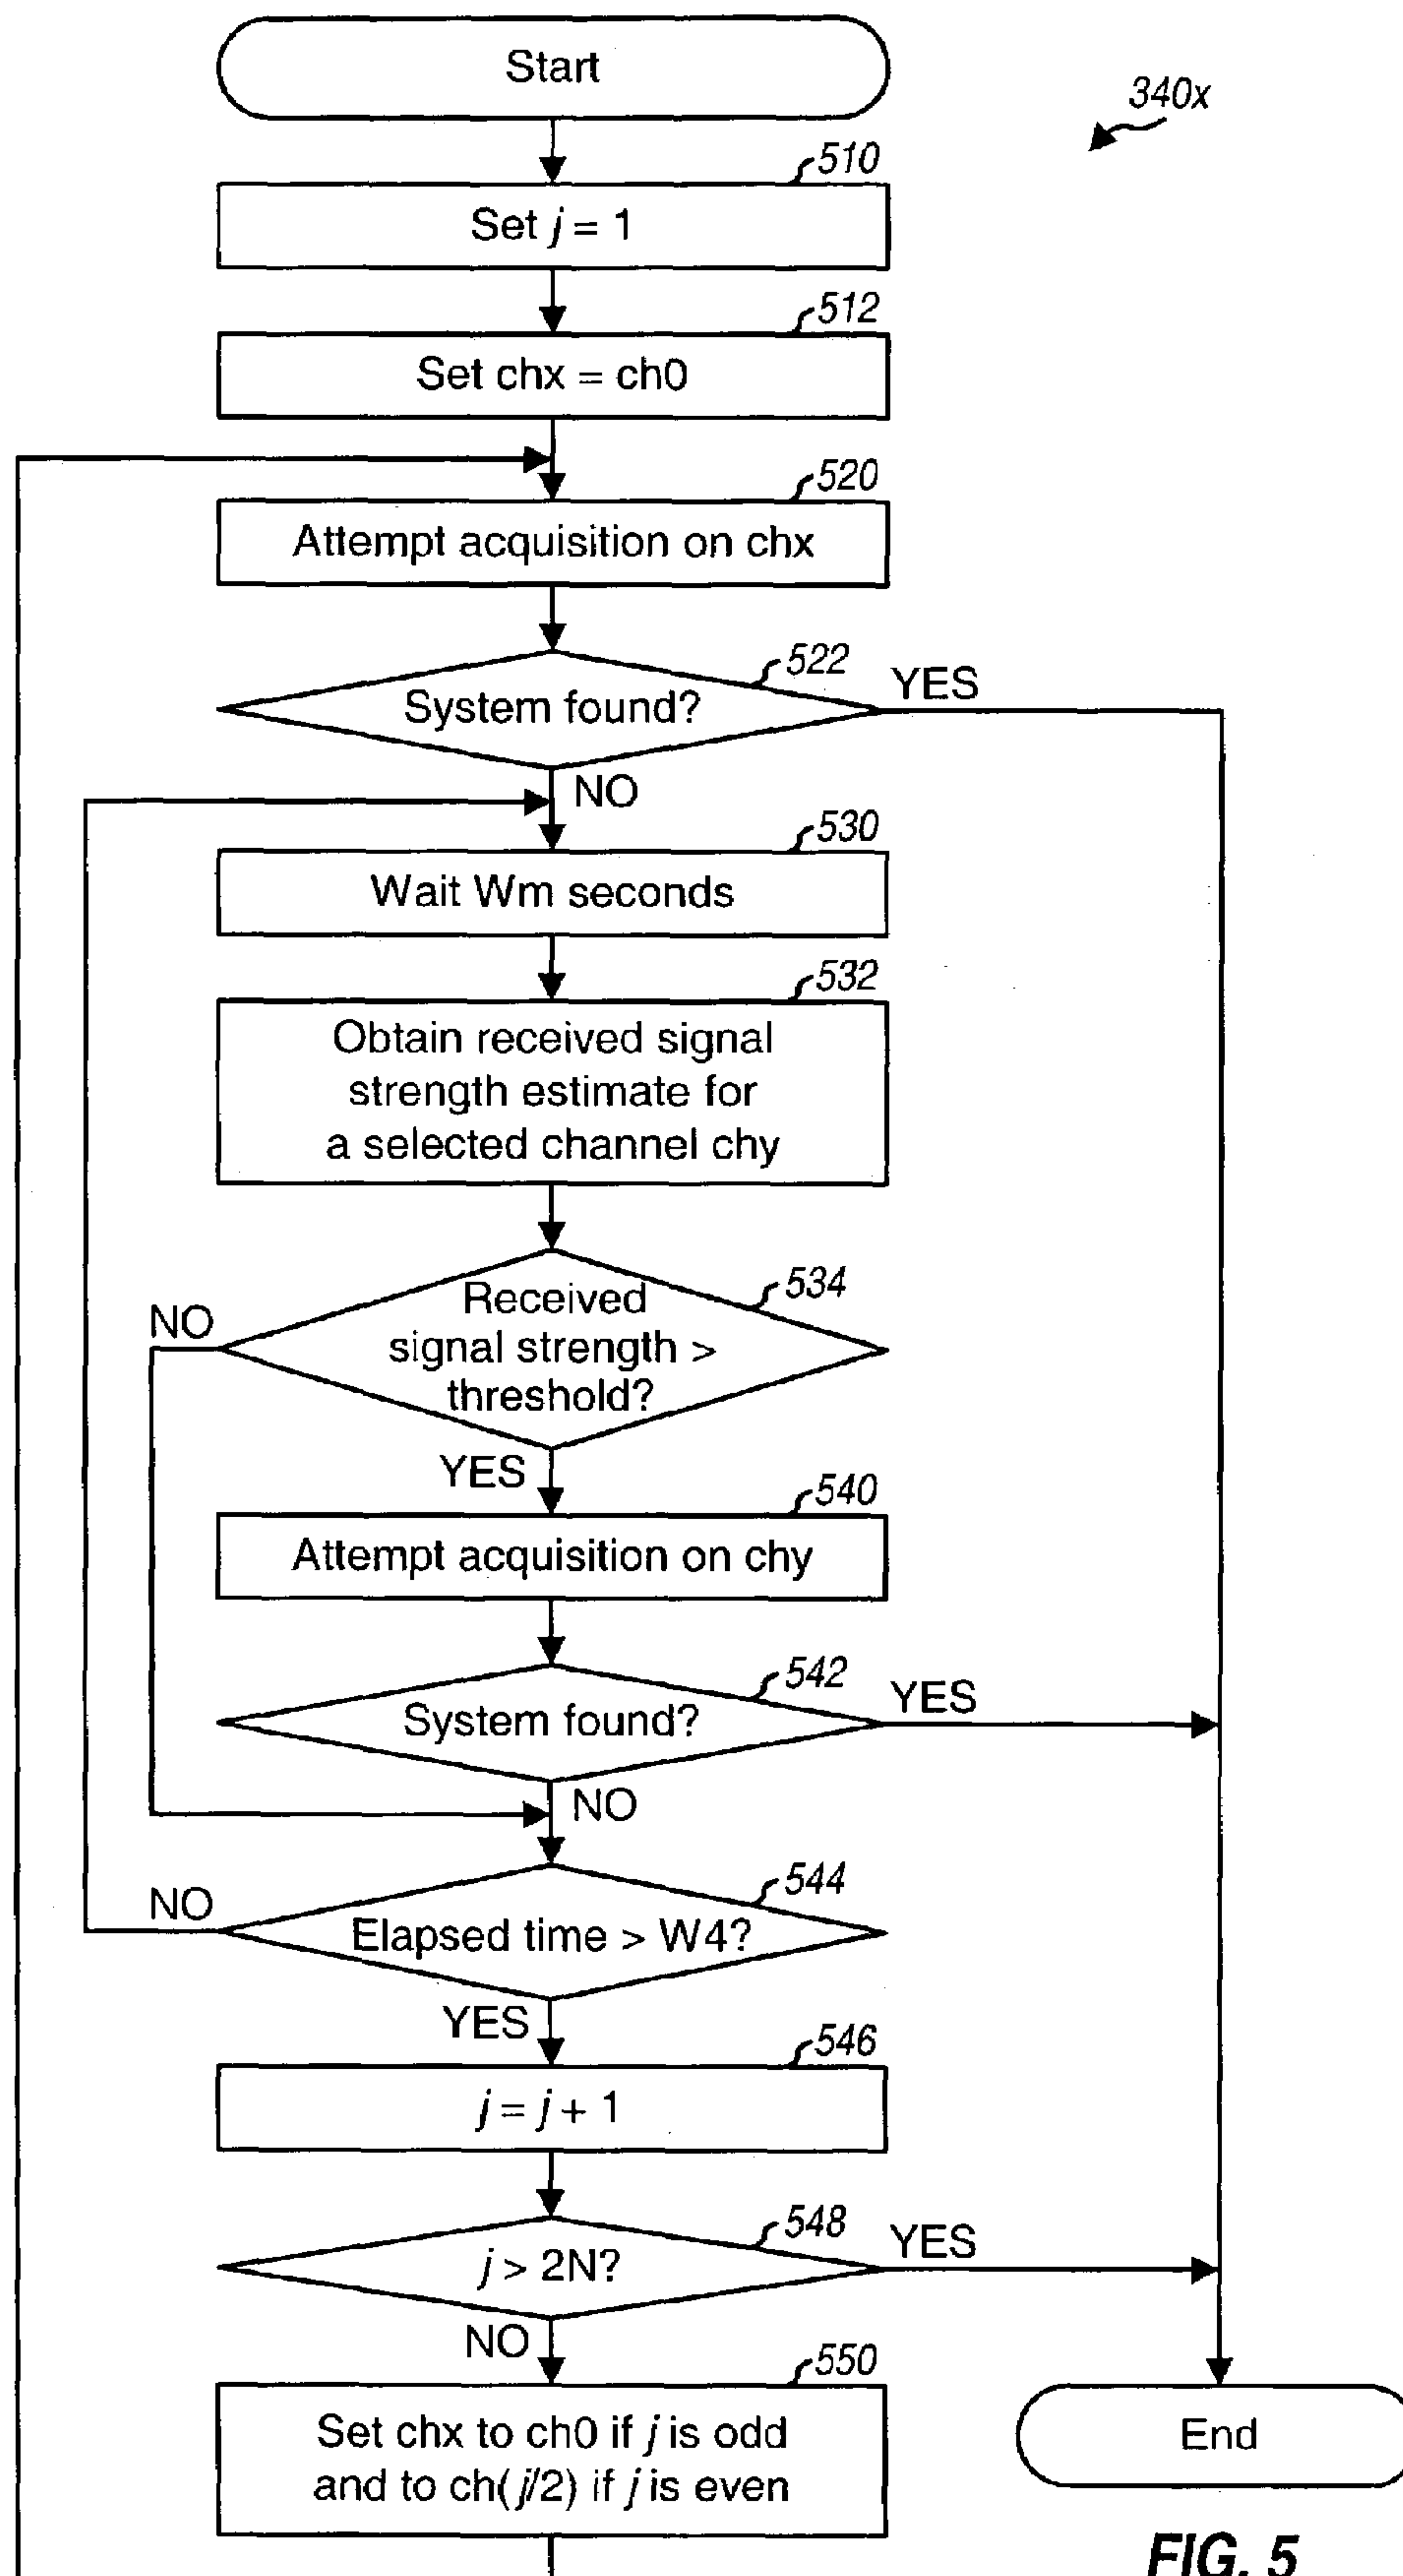 Start
340x
510
Set j = 1
512
Set chx = ch0
520
Attempt acquisition on chx
522
System found?
YES
NO
530
Wait Wm seconds
532
Obtain received signal
strength estimate for
a selected channel chy
534
Received
signal strength >
threshold?
NO
YES
540
Attempt acquisition on chy
542
System found?
YES
NO
544
Elapsed time > W4?
NO
YES
546
j = j + 1
548
j > 2N?
YES
NO
550
Set chx to ch0 if j is odd
and to ch(j/2) if j is even
End
FIG. 5